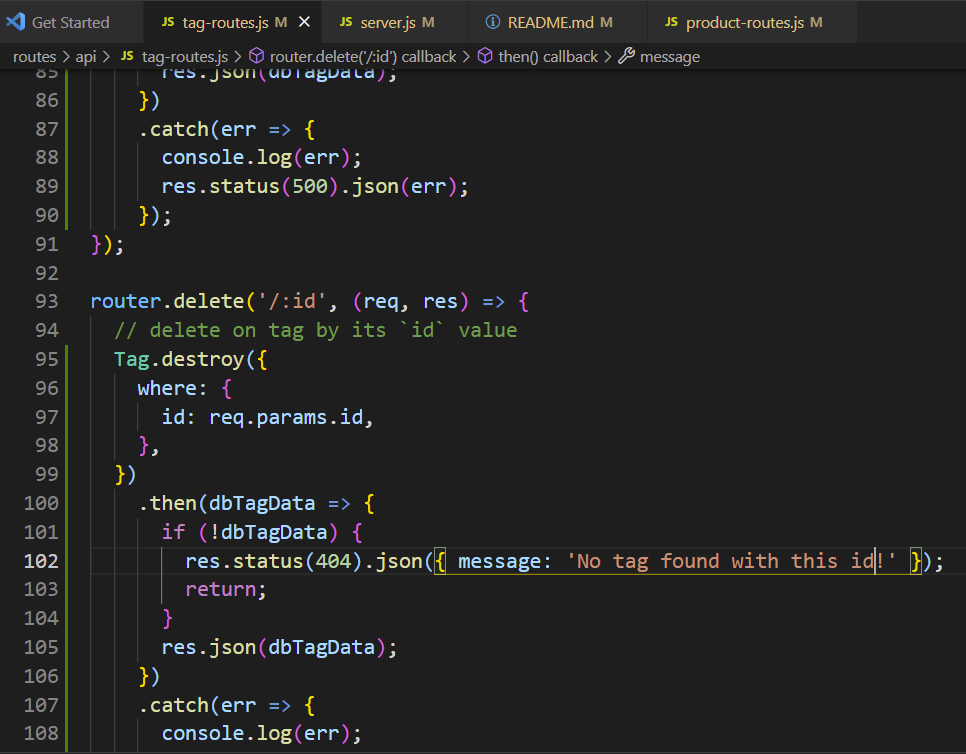 Get Started JS tag-routes.js M JS server.js M README.md M JS product-routes.js M
routes > api > JS tag-routes.js > router.delete('/:id') callback > then() callback > message
85 res.json(dbTagData);
86 })
87 .catch(err => {
88 console.log(err);
89 res.status(500).json(err);
90 });
91 });
92
93 router.delete('/:id', (req, res) => {
94 // delete on tag by its `id` value
95 Tag.destroy({
96 where: {
97 id: req.params.id,
98 },
99 })
100 .then(dbTagData => {
101 if (!dbTagData) {
102 res.status(404).json({ message: 'No tag found with this id!' });
103 return;
104 }
105 res.json(dbTagData);
106 })
107 .catch(err => {
108 console.log(err);